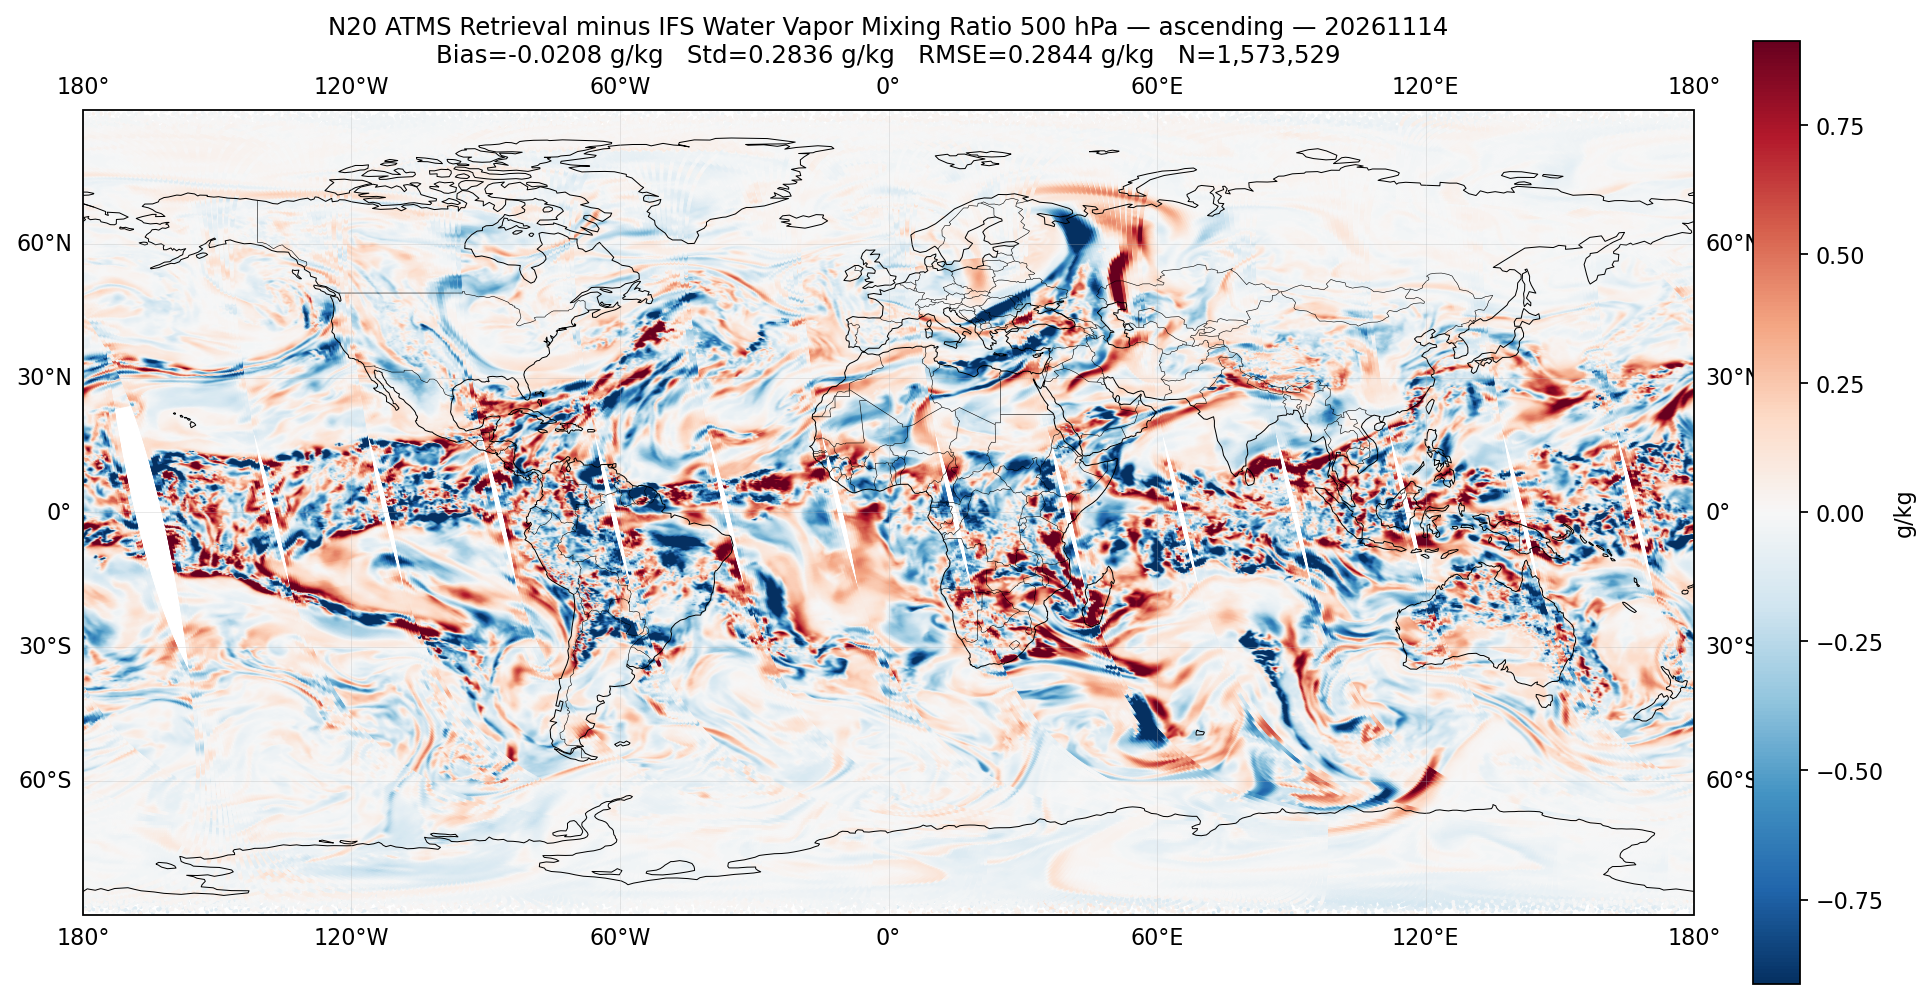 N20 ATMS Retrieval minus IFS Water Vapor Mixing Ratio 500 hPa — ascending — 20261114
Bias=-0.0208 g/kg   Std=0.2836 g/kg   RMSE=0.2844 g/kg   N=1,573,529
180° 120°W 60°W 0° 60°E 120°E 180°
60°N 60°N
30°N 30°N
0° 0°
30°S 30°S
60°S 60°S
180° 120°W 60°W 0° 60°E 120°E 180°
0.75
0.50
0.25
0.00
−0.25
−0.50
−0.75
g/kg